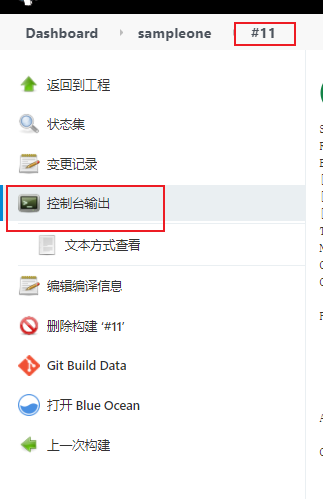 Dashboard sampleone #11
返回到工程
状态集
变更记录
控制台输出
文本方式查看
编辑编译信息
删除构建 ‘#11’
Git Build Data
打开 Blue Ocean
上一次构建